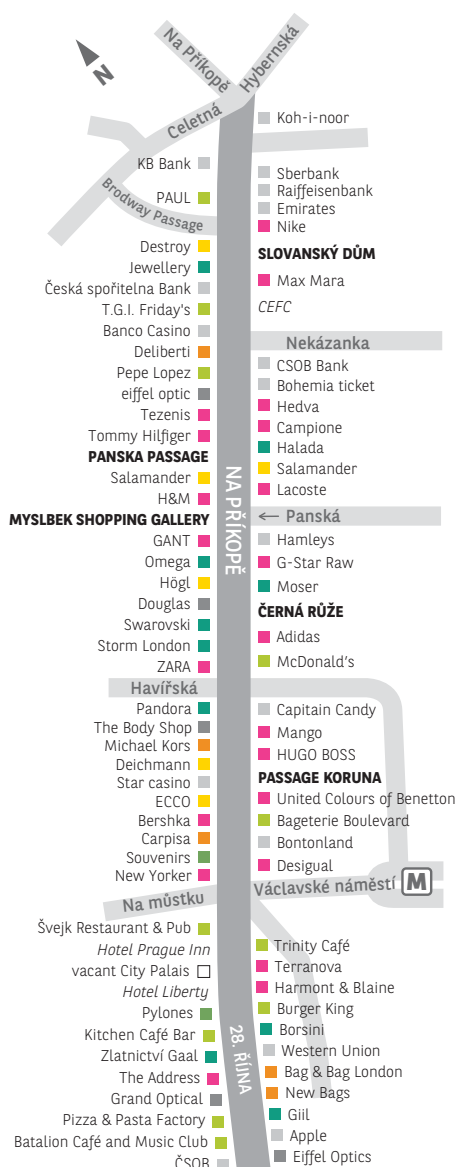 N
Na Příkopě
Hybernská
Celetná
Koh-i-noor
KB Bank
Sberbank
Raiffeisenbank
PAUL
Emirates
Brodway Passage
Nike
Destroy
SLOVANSKÝ DŮM
Jewellery
Max Mara
Česká spořitelna Bank
T.G.I. Friday's
CEFC
Banco Casino
Nekázanka
Deliberti
CSOB Bank
Pepe Lopez
Bohemia ticket
eiffel optic
Hedva
Tezenis
Campione
Tommy Hilfiger
Halada
PANSKA PASSAGE
Salamander
Salamander
H&M
Lacoste
NA PŘÍKOPĚ
MYSLBEK SHOPPING GALLERY
← Panská
GANT
Hamleys
Omega
G-Star Raw
Högl
Moser
Douglas
ČERNÁ RŮŽE
Swarovski
Adidas
Storm London
McDonald's
ZARA
Havířská
Pandora
Capitain Candy
The Body Shop
Mango
Michael Kors
HUGO BOSS
Deichmann
Star casino
PASSAGE KORUNA
ECCO
United Colours of Benetton
Bershka
Bageterie Boulevard
Carpisa
Bontonland
Souvenirs
Desigual
New Yorker
Václavské náměstí
M
Na můstku
Švejk Restaurant & Pub
Trinity Café
Hotel Prague Inn
Terranova
vacant City Palais
Harmont & Blaine
Hotel Liberty
Burger King
Pylones
Borsini
28. ŘÍJNA
Kitchen Café Bar
Western Union
Zlatnictví Gaal
Bag & Bag London
The Address
New Bags
Grand Optical
Giil
Pizza & Pasta Factory
Apple
Batalion Café and Music Club
Eiffel Optics
ČSOB